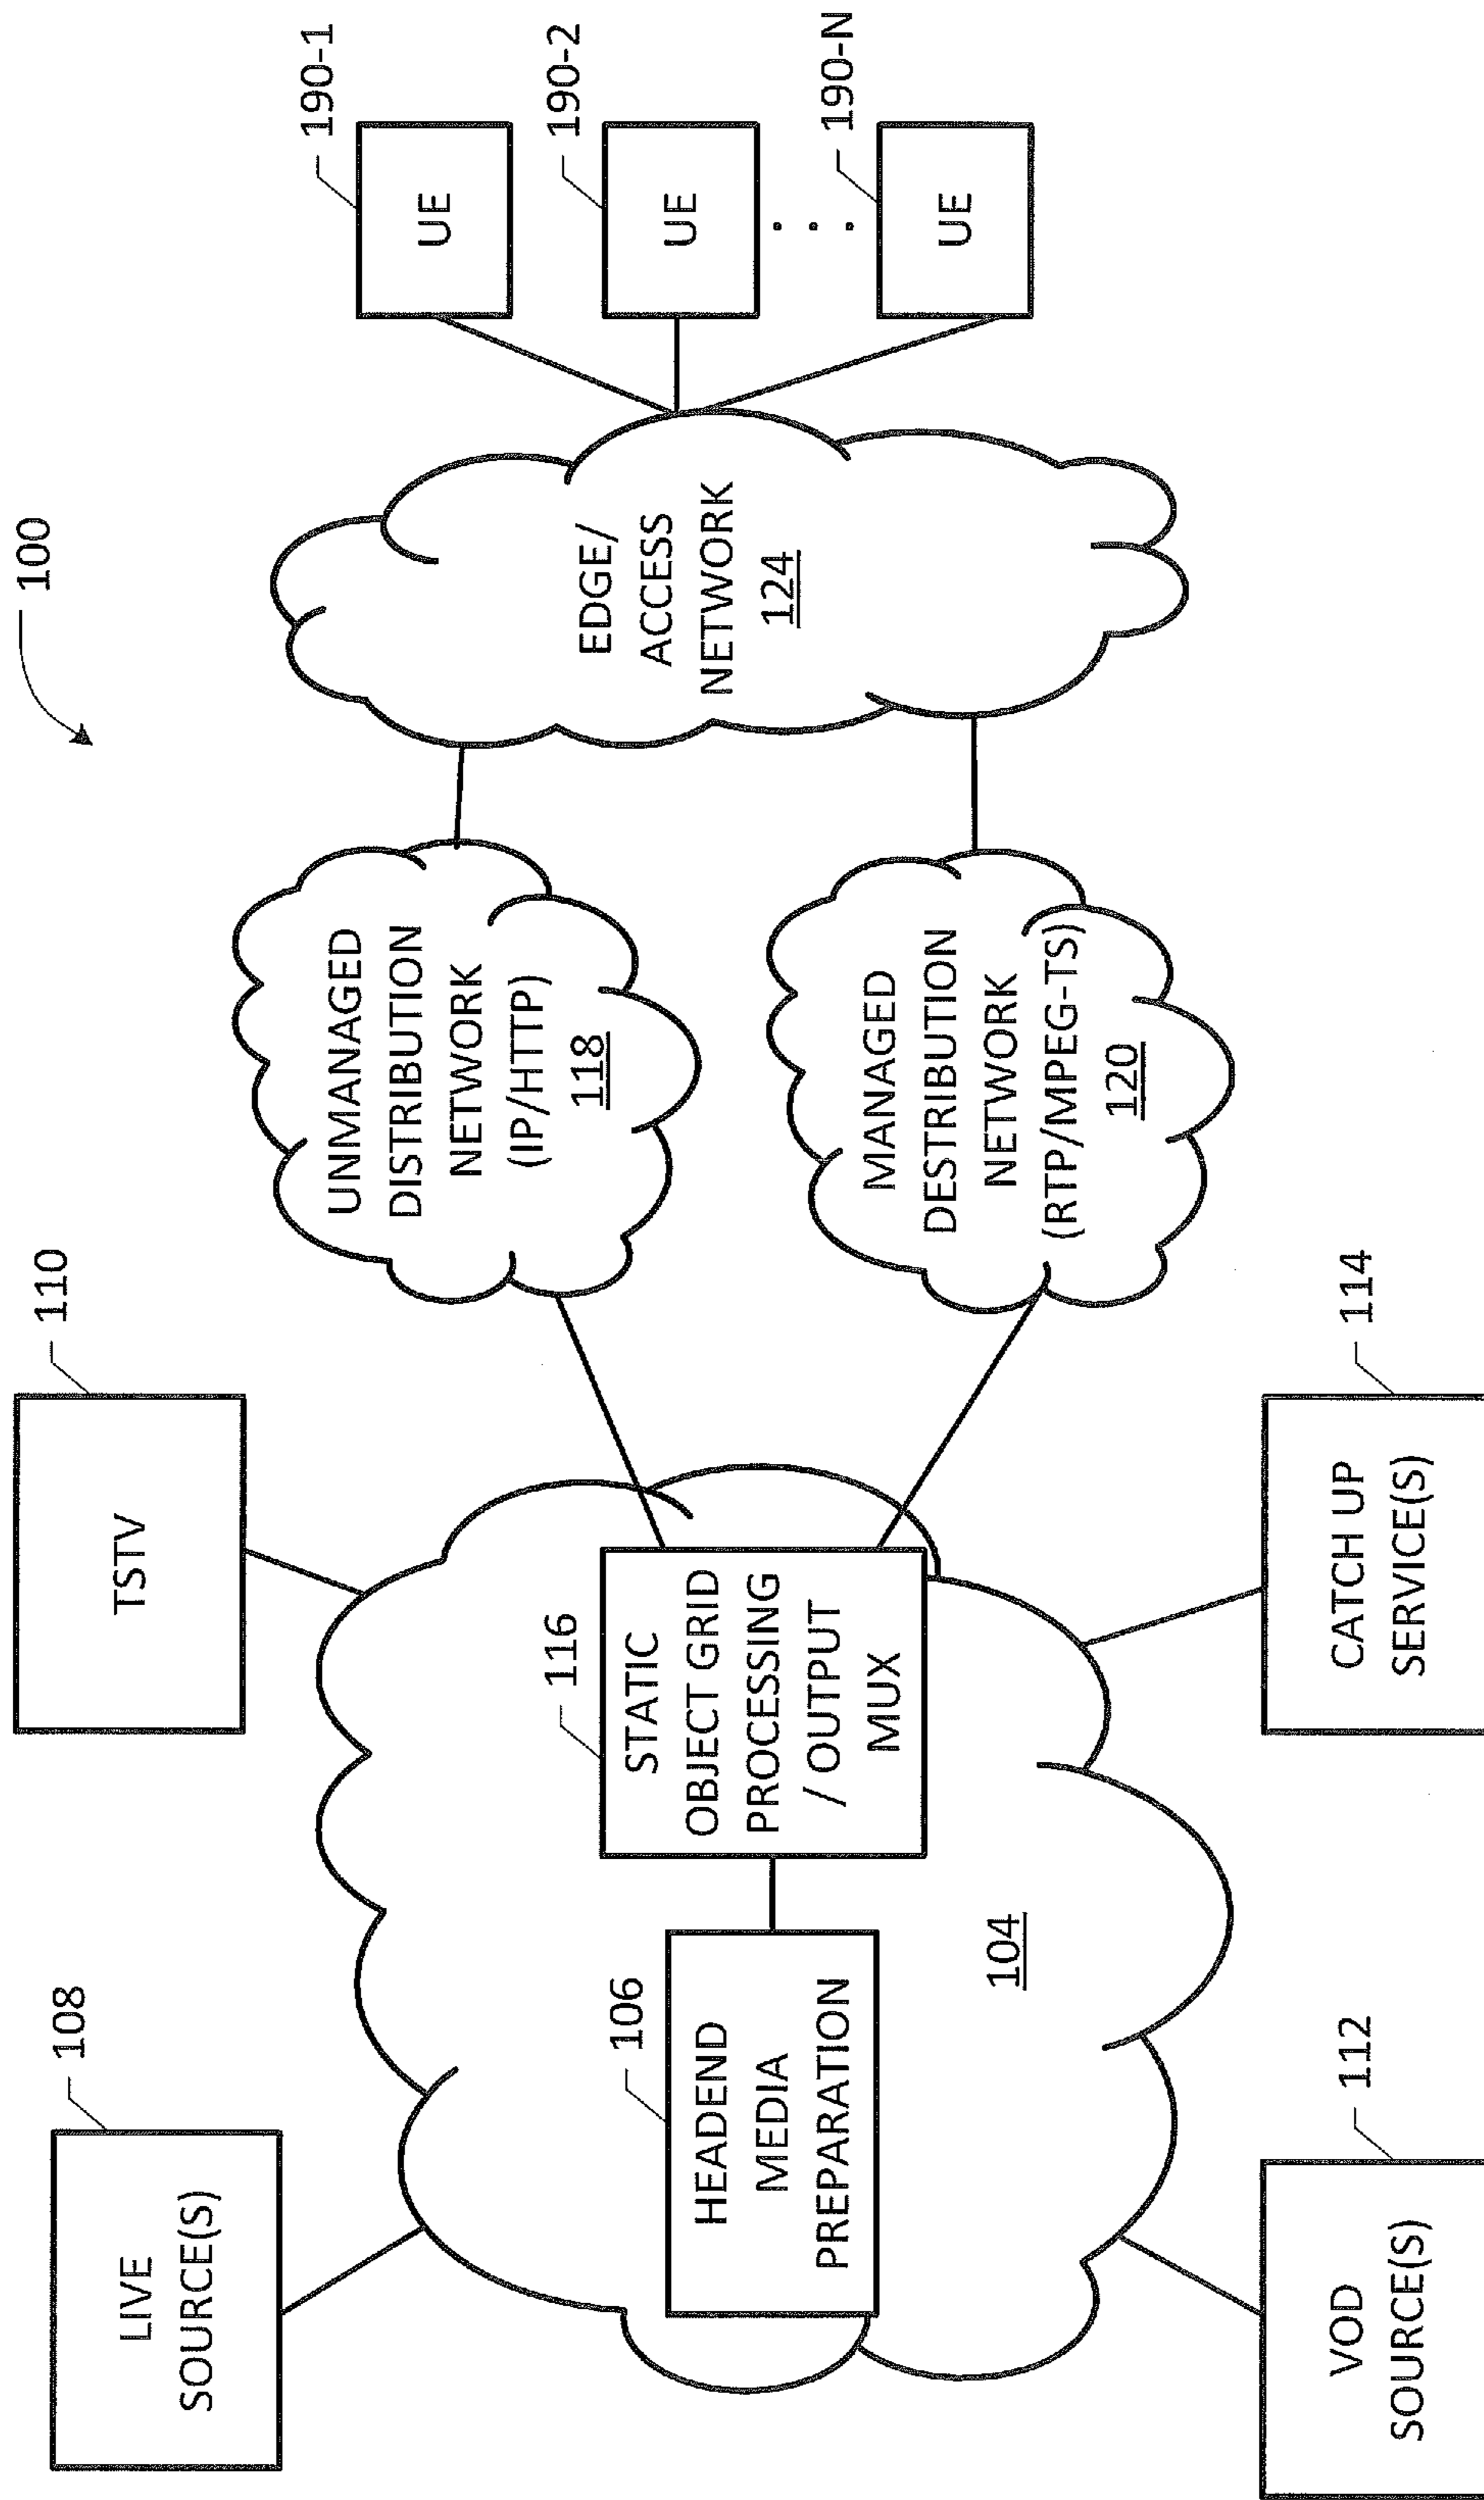 100
LIVE
SOURCE(S)
108
TSTV
110
HEADEND
MEDIA
PREPARATION
106
STATIC
OBJECT GRID
PROCESSING
/ OUTPUT
MUX
116
104
VOD
SOURCE(S)
112
CATCH UP
SERVICE(S)
114
UNMANAGED
DISTRIBUTION
NETWORK
(IP/HTTP)
118
MANAGED
DESTRIBUTION
NETWORK
(RTP/MPEG-TS)
120
EDGE/
ACCESS
NETWORK
124
UE
190-1
UE
190-2
...
UE
190-N